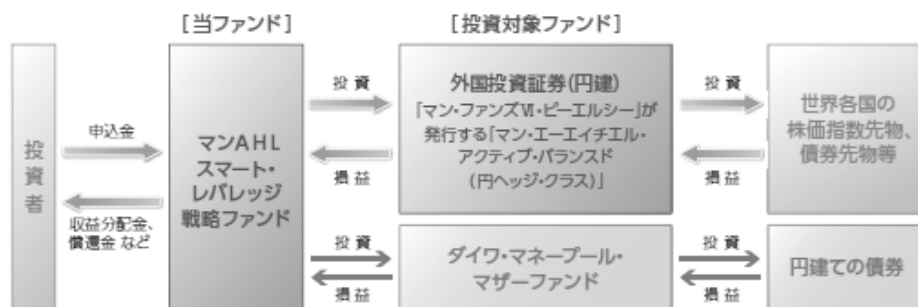 ［当ファンド］
［投資対象ファンド］
投資者
申込金
収益分配金、
償還金 など
マンAHL
スマート・
レバレッジ
戦略ファンド
投 資
損 益
外国投資証券(円建)
「マン・ファンズⅥ・ピーエルシー」が
発行する「マン・エーエイチエル・
アクティブ・バランスド
(円ヘッジ・クラス)」
投 資
損 益
世界各国の
株価指数先物、
債券先物等
投 資
損 益
ダイワ・マネープール・
マザーファンド
投 資
損 益
円建ての債券